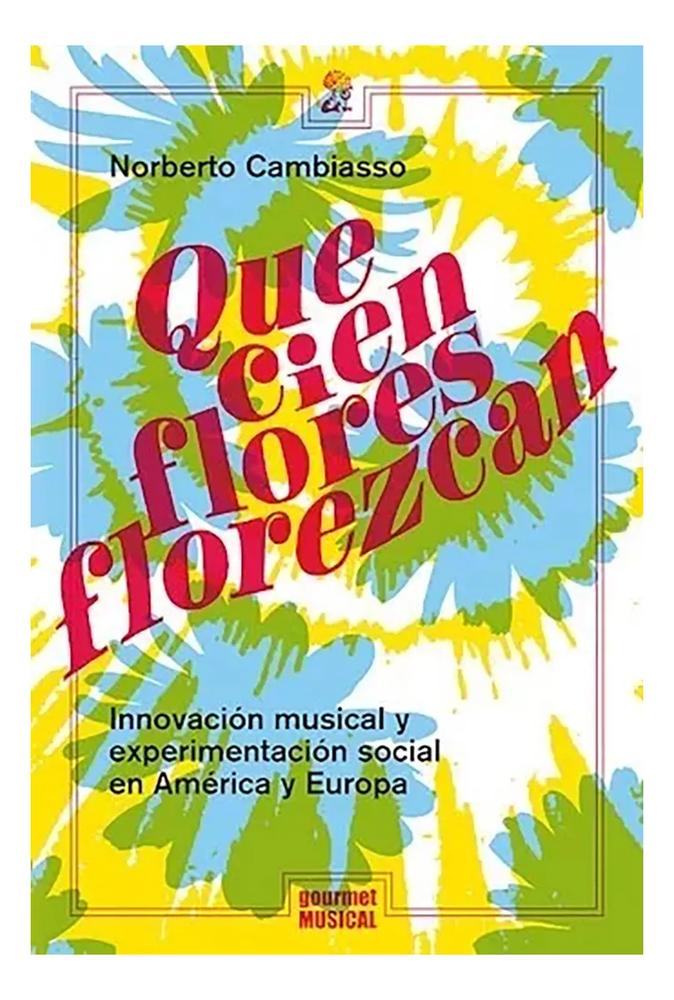 Norberto Cambiasso
Que
cien
flores
florezcan
Innovación musical y
experimentación social
en América y Europa
gourmet
MUSICAL